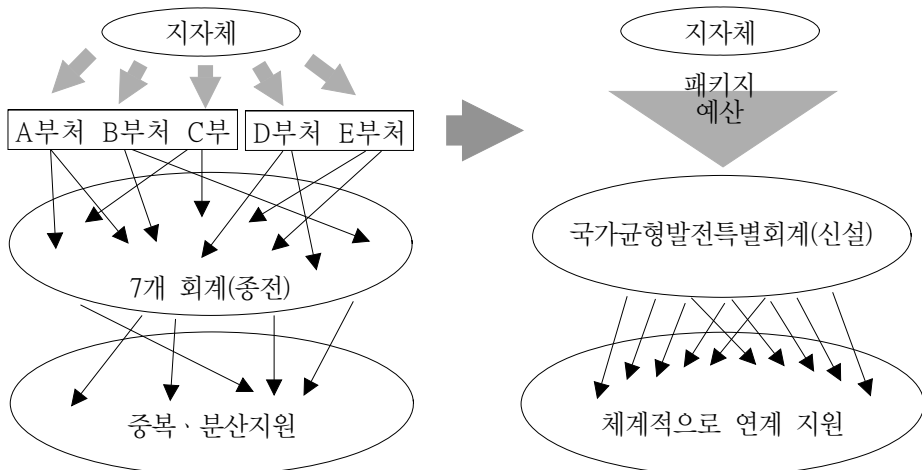 지자체
A부처 B부처 C부
D부처 E부처
7개 회계(종전)
중복ㆍ분산지원
지자체
패키지
예산
국가균형발전특별회계(신설)
체계적으로 연계 지원